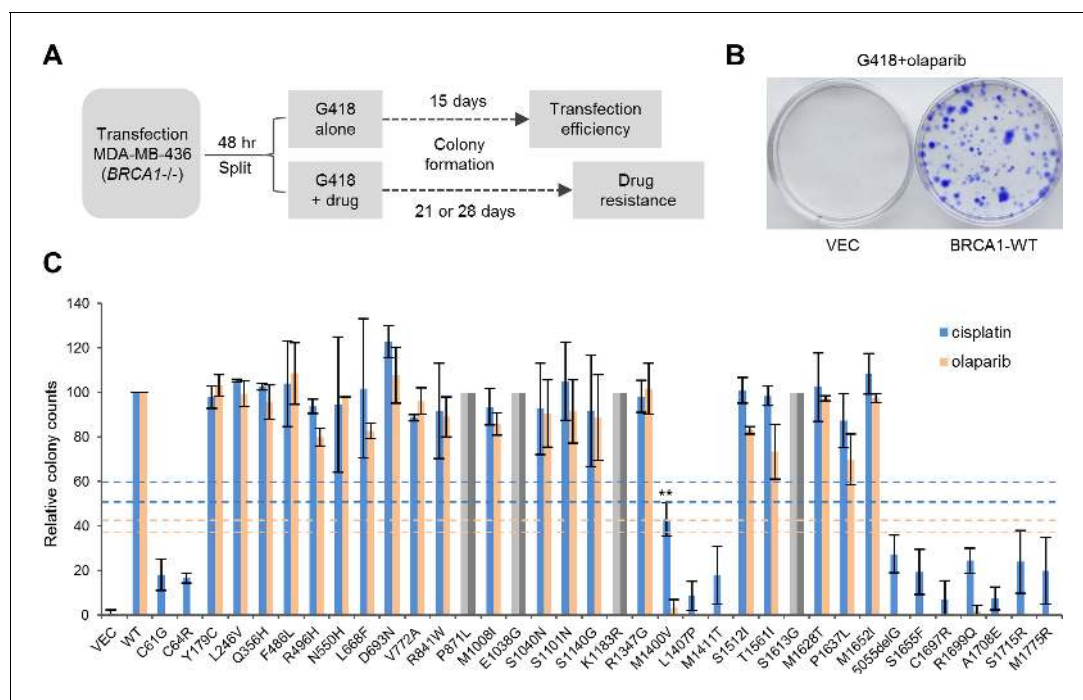 A
Transfection
MDA-MB-436
(BRCA1-/-)
48 hr
Split
G418
alone
15 days
Transfection
efficiency
Colony
formation
G418
+ drug
21 or 28 days
Drug
resistance
B
G418+olaparib
VEC
BRCA1-WT
C
Relative colony counts
140
120
100
80
60
40
20
0
cisplatin
olaparib
**
VEC
WT
C61G
C64R
Y179C
L246V
Q356H
F486L
R496H
N550H
L668F
D693N
V772A
R841W
P871L
M1008I
E1038G
S1040N
S1101N
S1140G
K1183R
R1347G
M1400V
L1407P
M1411T
S1512I
T1561I
S1613G
M1628T
P1637L
M1652I
5055delG
S1655F
C1697R
R1699Q
A1708E
S1715R
M1775R